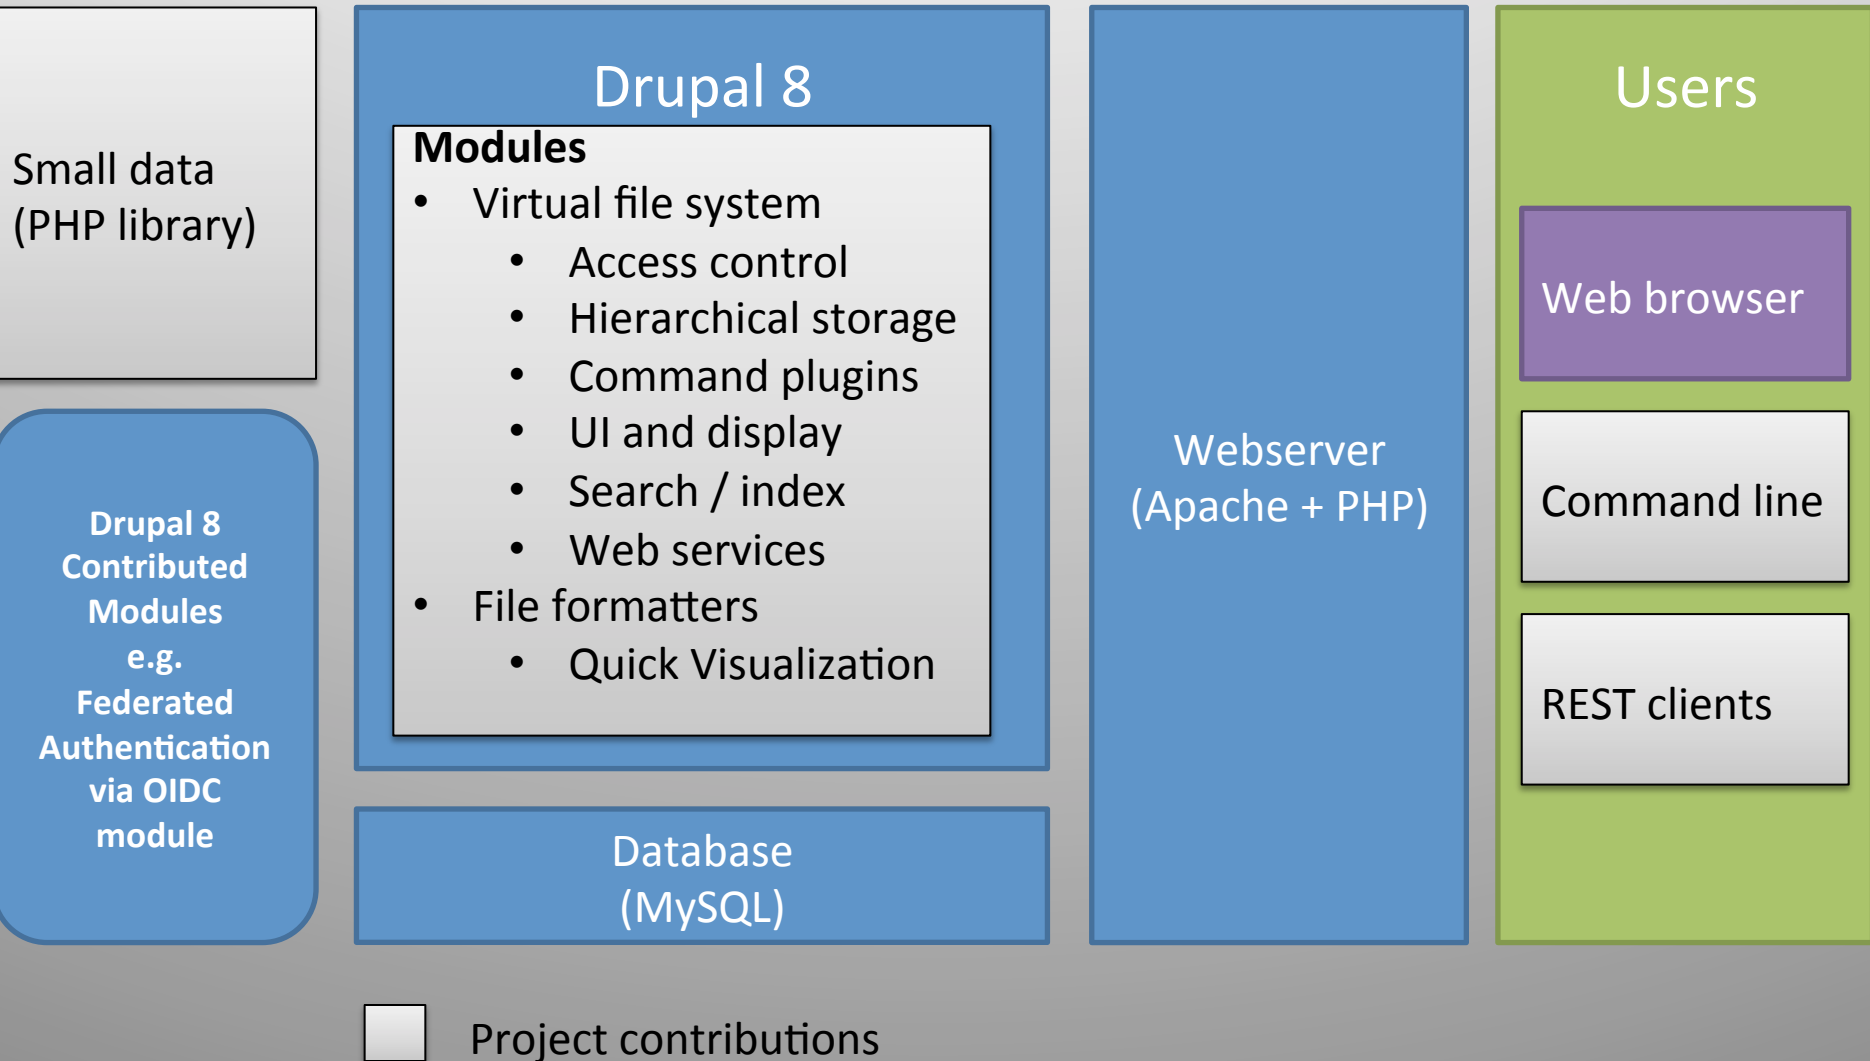 Small data
(PHP library)
Drupal 8
Contributed
Modules
e.g.
Federated
Authentication
via OIDC
module
Drupal 8
Modules
• Virtual file system
• Access control
• Hierarchical storage
• Command plugins
• UI and display
• Search / index
• Web services
• File formatters
• Quick Visualization
Database
(MySQL)
Webserver
(Apache + PHP)
Users
Web browser
Command line
REST clients
Project contributions